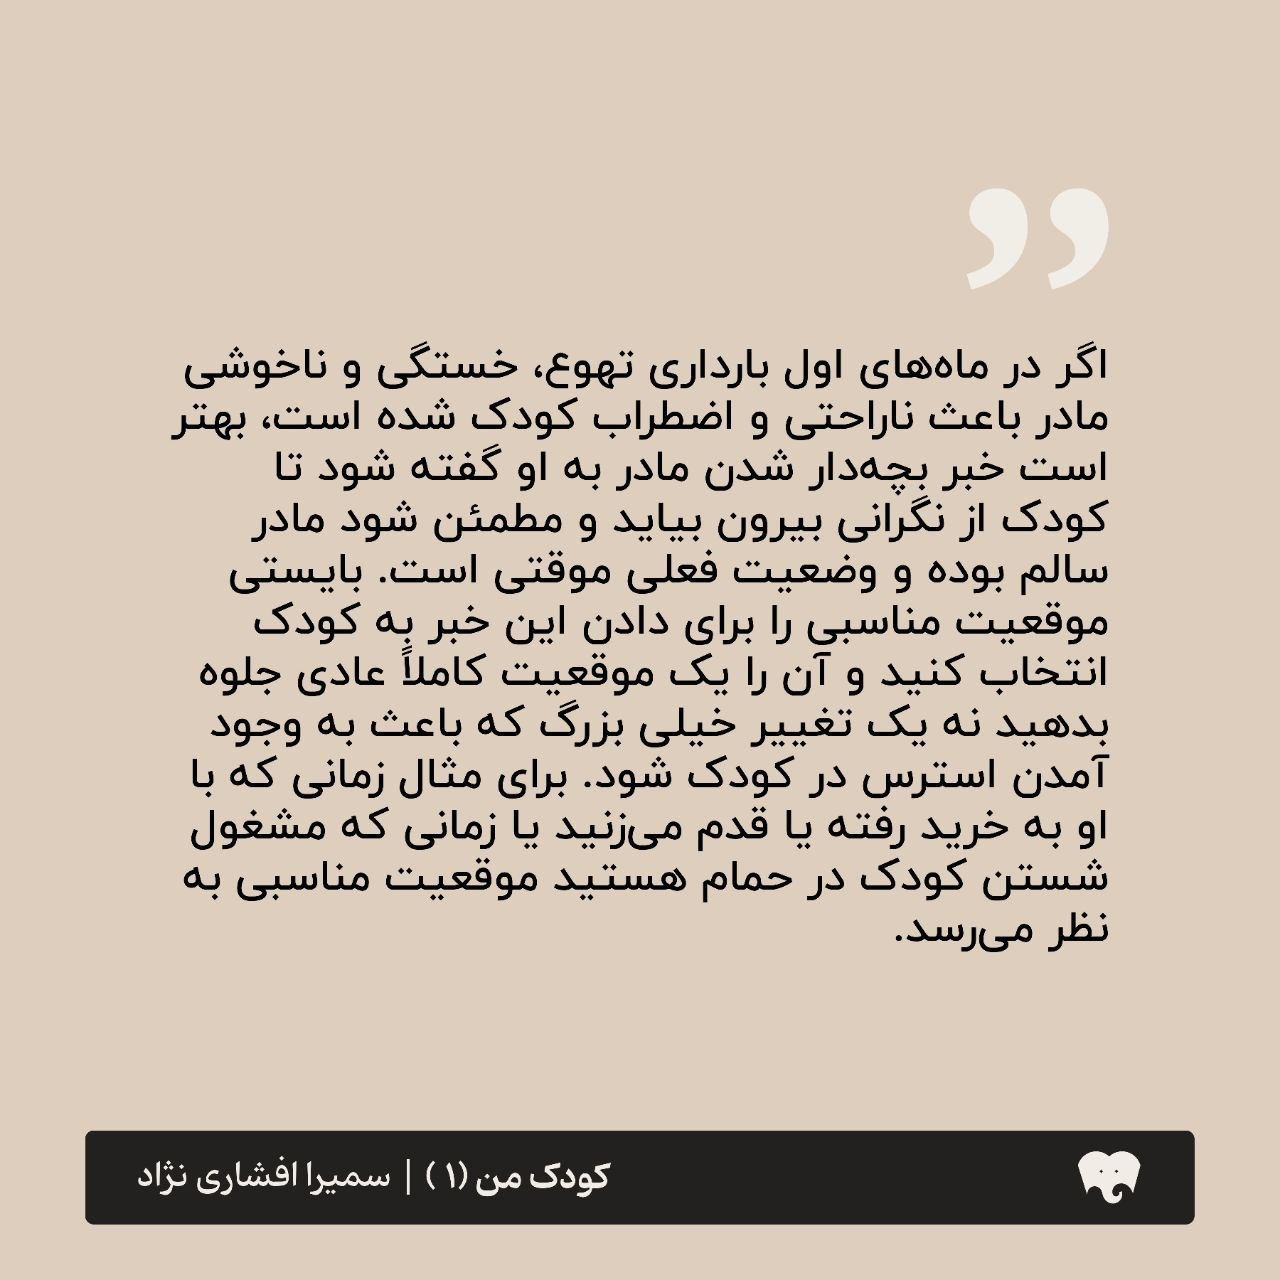 ”
اگر در ماه‌های اول بارداری تهوع، خستگی و ناخوشی
مادر باعث ناراحتی و اضطراب کودک شده است، بهتر
است خبر بچه‌دار شدن مادر به او گفته شود تا
کودک از نگرانی بیرون بیاید و مطمئن شود مادر
سالم بوده و وضعیت فعلی موقتی است. بایستی
موقعیت مناسبی را برای دادن این خبر به کودک
انتخاب کنید و آن را یک موقعیت کاملاً عادی جلوه
بدهید نه یک تغییر خیلی بزرگ که باعث به وجود
آمدن استرس در کودک شود. برای مثال زمانی که با
او به خرید رفته یا قدم می‌زنید یا زمانی که مشغول
شستن کودک در حمام هستید موقعیت مناسبی به
نظر می‌رسد.
کودک من (۱) | سمیرا افشاری نژاد